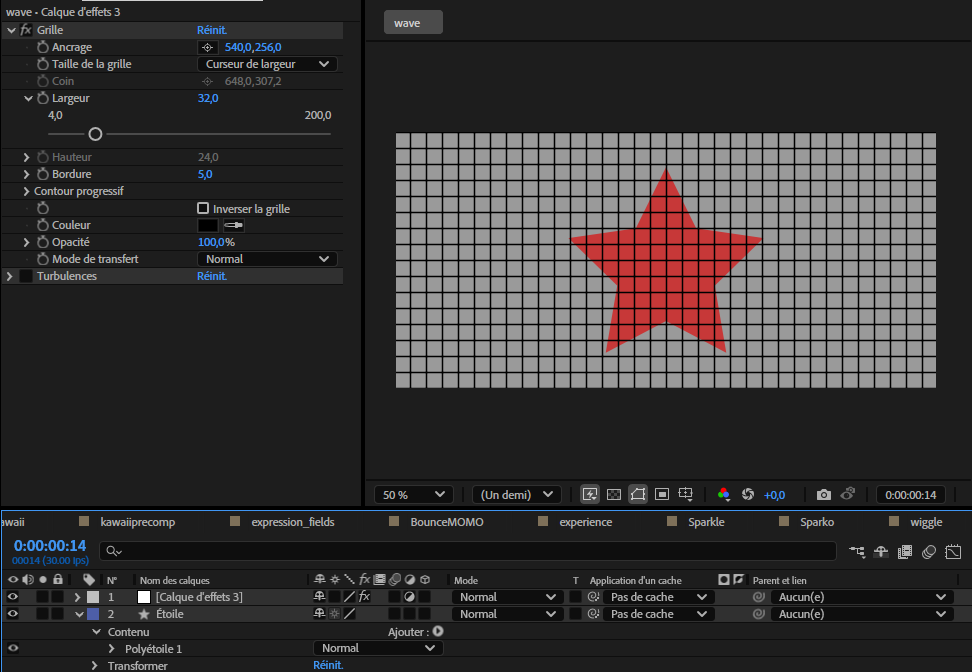 wave • Calque d'effets 3
fx Grille Réinit.
Ancrage 540,0,256,0
Taille de la grille Curseur de largeur
Coin 648,0,307,2
Largeur 32,0
4,0 200,0
Hauteur 24,0
Bordure 5,0
Contour progressif
Inverser la grille
Couleur
Opacité 100,0%
Mode de transfert Normal
Turbulences Réinit.
wave
50 % (Un demi) +0,0 0:00:00:14
awaii kawaiiprecomp expression_fields BounceMOMO experience Sparkle Sparko wiggle
0:00:00:14
00014 (30.00 ips)
N° Nom des calques fx Mode T Application d'un cache Parent et lien
1 [Calque d'effets 3] fx Normal Pas de cache Aucun(e)
2 Étoile Normal Pas de cache Aucun(e)
Contenu Ajouter :
Polyétoile 1 Normal
Transformer Réinit.